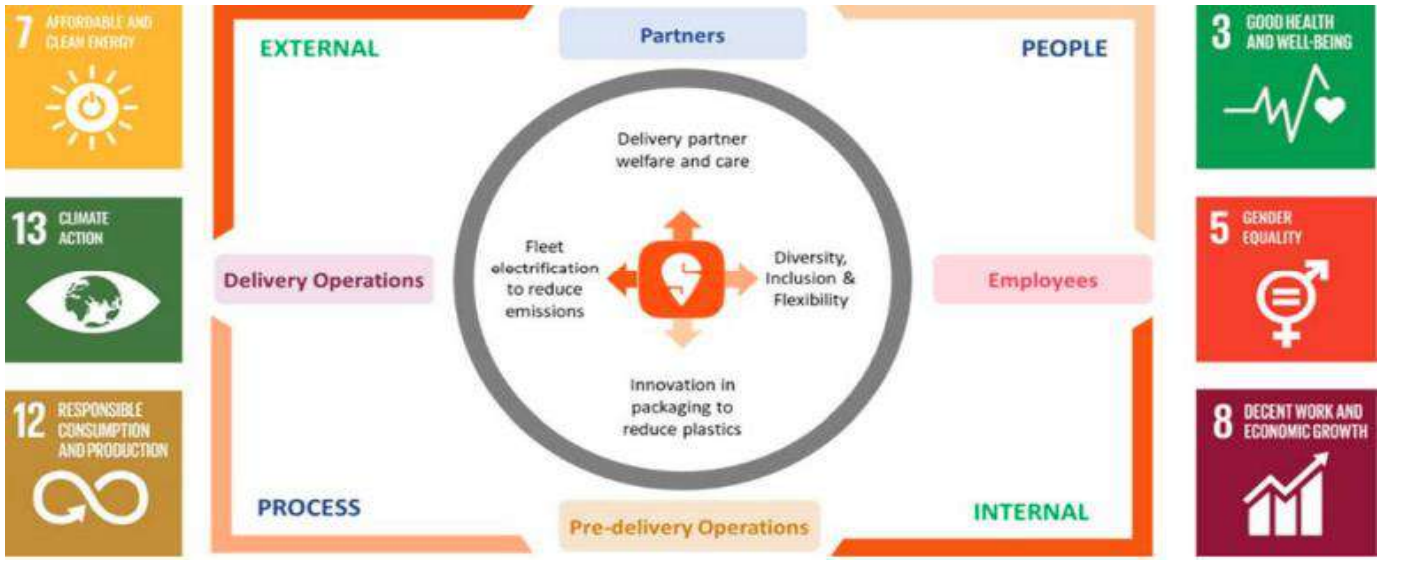 7 AFFORDABLE AND
CLEAN ENERGY
13 CLIMATE
ACTION
12 RESPONSIBLE
CONSUMPTION
AND PRODUCTION
EXTERNAL
Partners
PEOPLE
Delivery partner
welfare and care
Delivery Operations
Fleet
electrification
to reduce
emissions
Diversity,
Inclusion &
Flexibility
Employees
Innovation in
packaging to
reduce plastics
PROCESS
Pre-delivery Operations
INTERNAL
3 GOOD HEALTH
AND WELL-BEING
5 GENDER
EQUALITY
8 DECENT WORK AND
ECONOMIC GROWTH